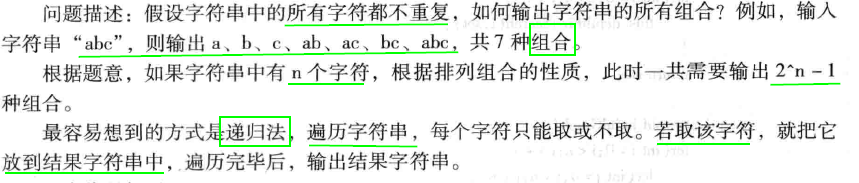 问题描述：假设字符串中的所有字符都不重复，如何输出字符串的所有组合？例如，输入
字符串“abc”，则输出 a、b、c、ab、ac、bc、abc，共 7 种组合。
根据题意，如果字符串中有 n 个字符，根据排列组合的性质，此时一共需要输出 2^n－1
种组合。
最容易想到的方式是递归法，遍历字符串，每个字符只能取或不取。若取该字符，就把它
放到结果字符串中，遍历完毕后，输出结果字符串。